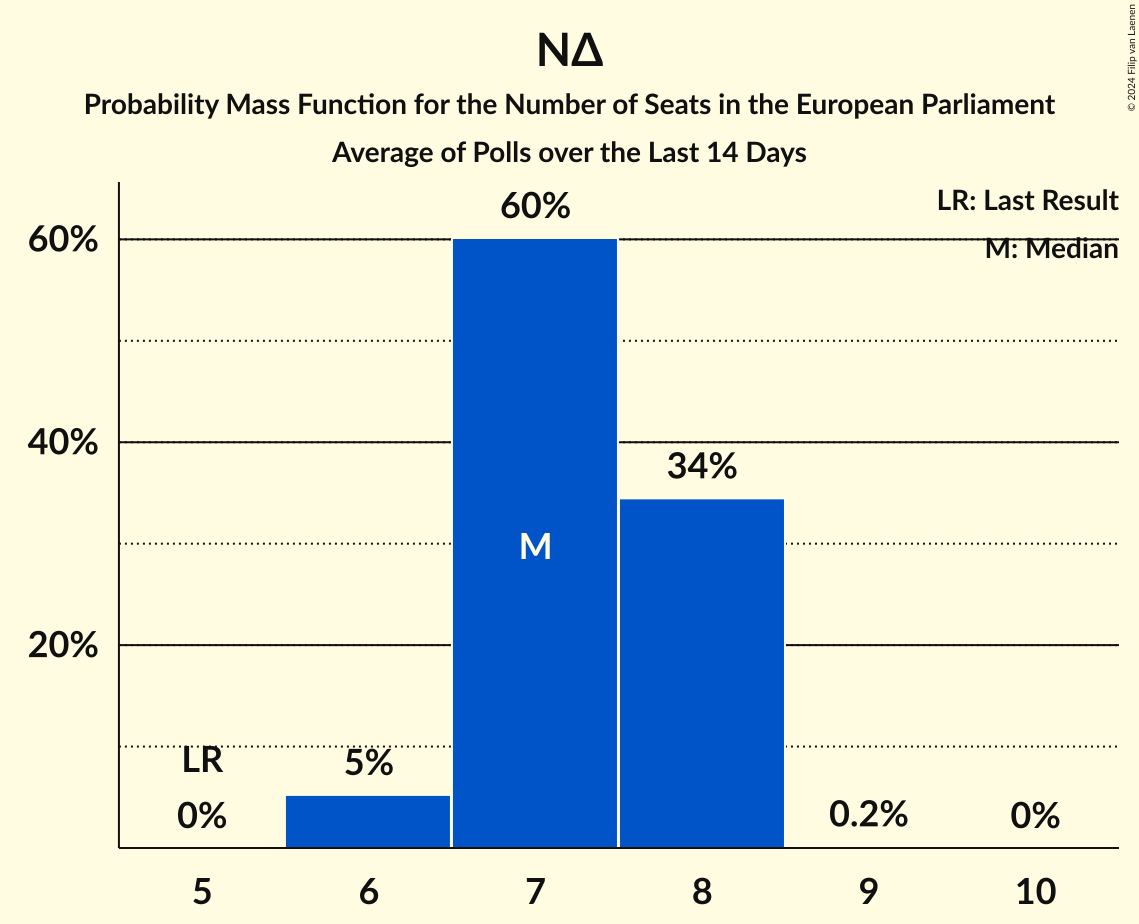 ΝΔ
Probability Mass Function for the Number of Seats in the European Parliament
Average of Polls over the Last 14 Days
© 2024 Filip van Laenen
LR: Last Result
M: Median
60%
40%
20%
60%
34%
M
LR
5%
0%
0.2%
0%
5 6 7 8 9 10